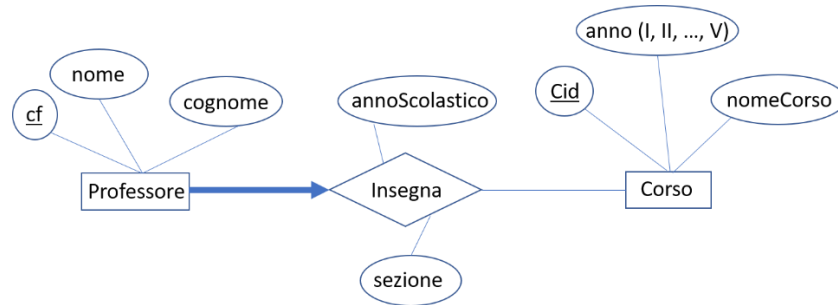 anno (I, II, …, V)
nome
cf
cognome
annoScolastico
Cid
nomeCorso
Professore
Insegna
Corso
sezione